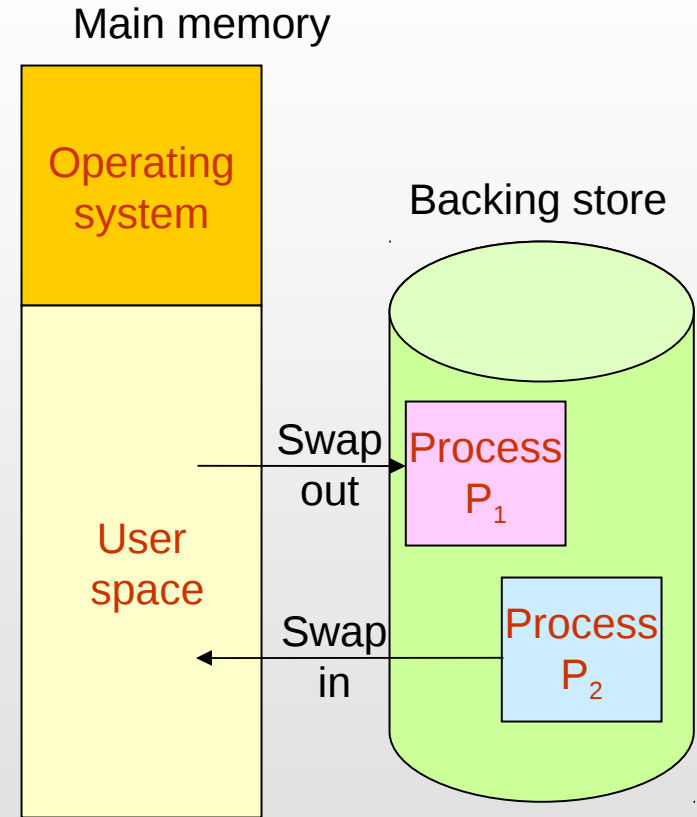 Main memory
Operating
system
Backing store
Swap
out
Process
P₁
User
space
Swap
in
Process
P₂